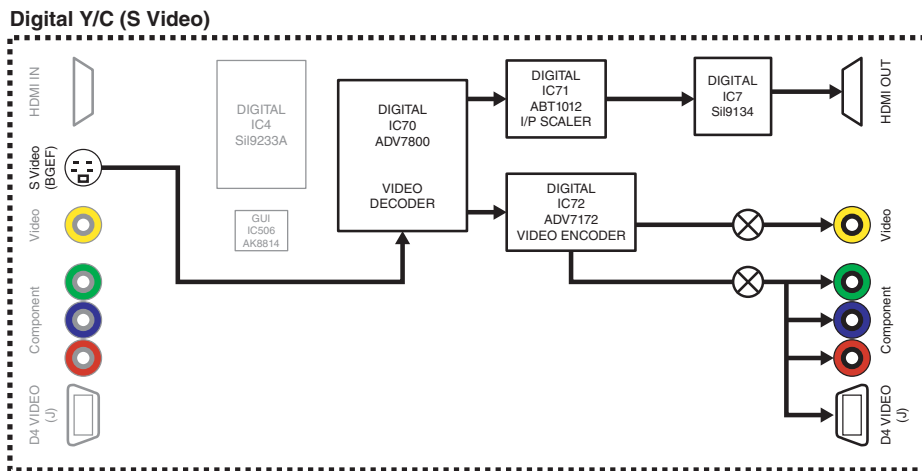 Digital Y/C (S Video)
HDMI IN
S Video
(BGEF)
Video
Component
D4 VIDEO
(J)
DIGITAL
IC4
SiI9233A
GUI
IC506
AK8814
DIGITAL
IC70
ADV7800
VIDEO
DECODER
DIGITAL
IC71
ABT1012
I/P SCALER
DIGITAL
IC7
SiI9134
DIGITAL
IC72
ADV7172
VIDEO ENCODER
HDMI OUT
Video
Component
D4 VIDEO
(J)